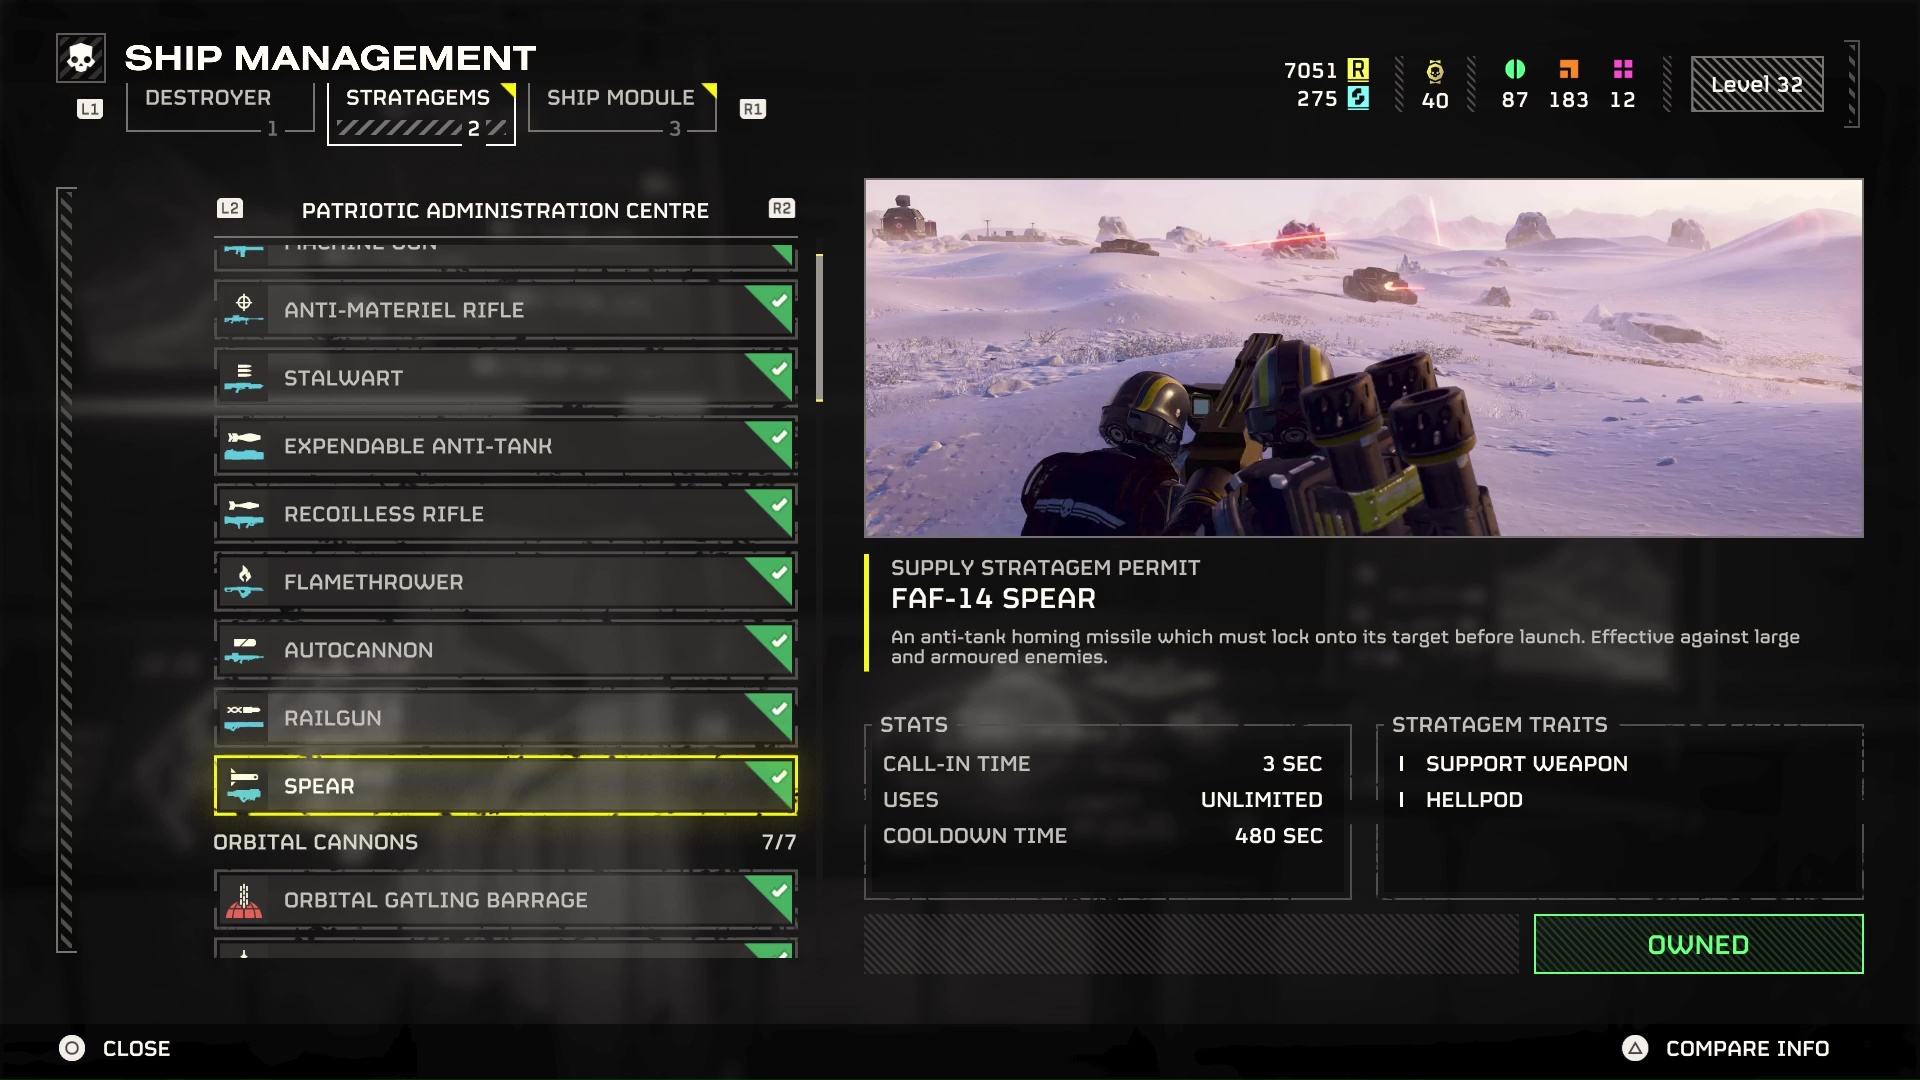 SHIP MANAGEMENT
L1
DESTROYER
1
STRATAGEMS
2
SHIP MODULE
3
R1
7051
275
40
87
183
12
Level 32
L2
PATRIOTIC ADMINISTRATION CENTRE
R2
MACHINE GUN
ANTI-MATERIEL RIFLE
STALWART
EXPENDABLE ANTI-TANK
RECOILLESS RIFLE
FLAMETHROWER
AUTOCANNON
RAILGUN
SPEAR
ORBITAL CANNONS 7/7
ORBITAL GATLING BARRAGE
SUPPLY STRATAGEM PERMIT
FAF-14 SPEAR
An anti-tank homing missile which must lock onto its target before launch. Effective against large
and armoured enemies.
STATS
CALL-IN TIME 3 SEC
USES UNLIMITED
COOLDOWN TIME 480 SEC
STRATAGEM TRAITS
SUPPORT WEAPON
HELLPOD
OWNED
CLOSE
COMPARE INFO